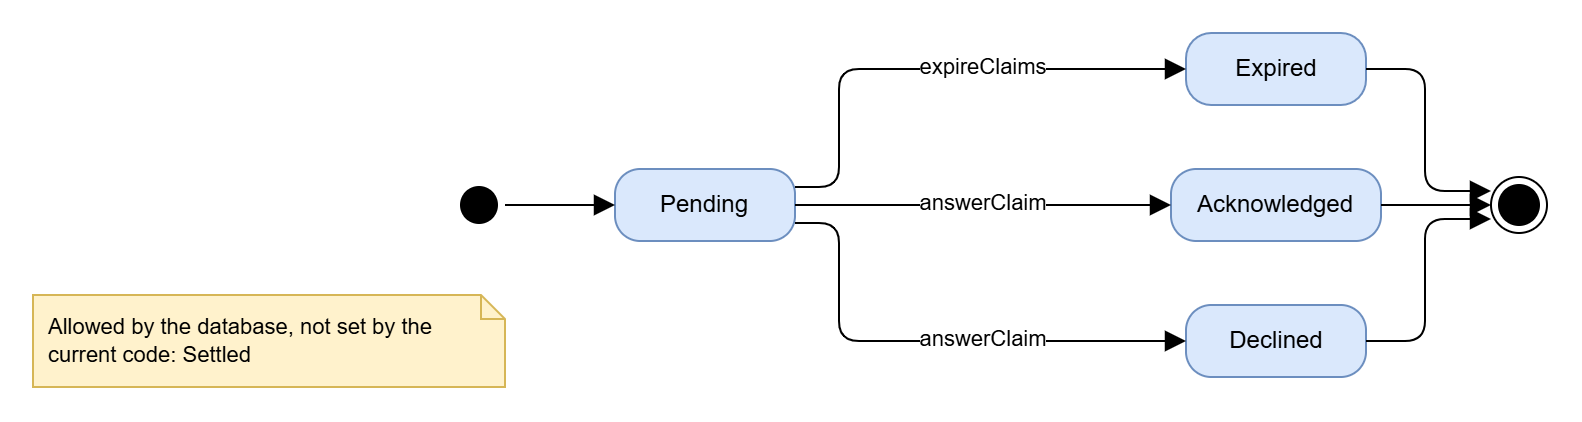 expireClaims
Expired
Pending
answerClaim
Acknowledged
Allowed by the database, not set by the
current code: Settled
answerClaim
Declined